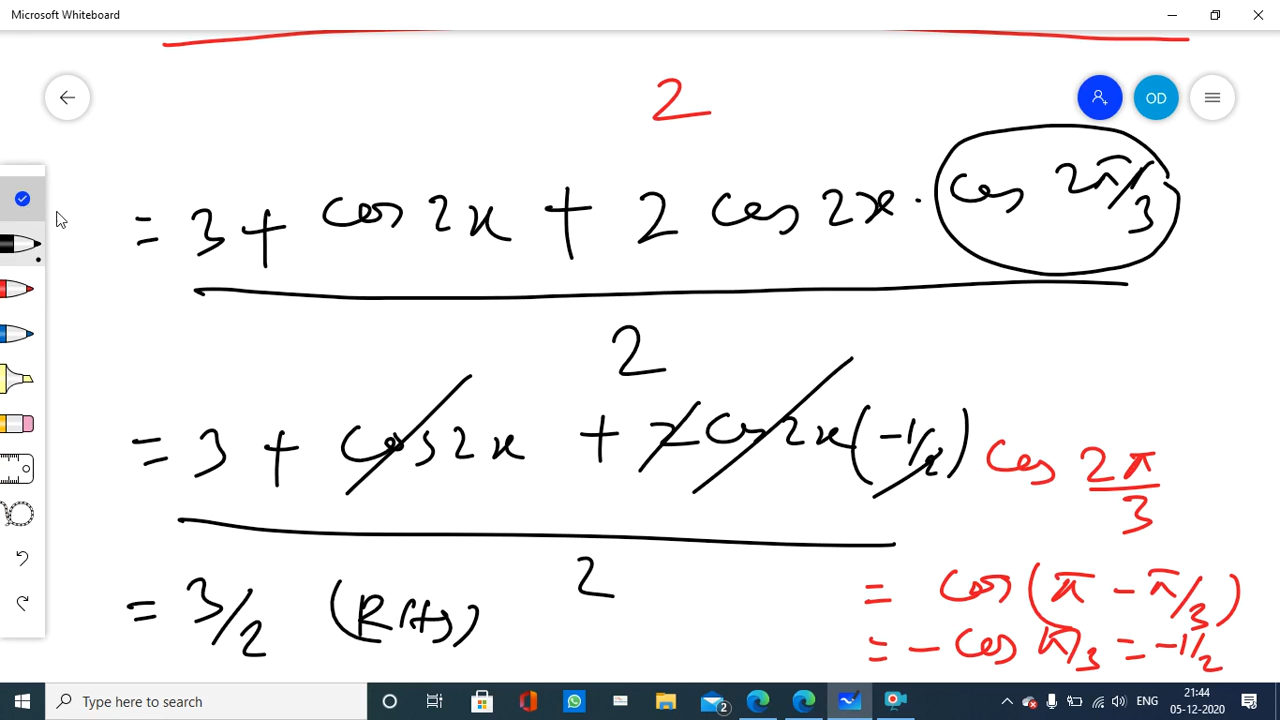 Microsoft Whiteboard
2
OD
= 3 + cos 2x + 2 cos 2x . cos 2π/3
2
= 3 + cos 2x + 2 cos 2x (-1/2)
2
cos 2π
3
= cos (π - π/3)
= - cos π/3 = -1/2
= 3/2 (RHS)
Type here to search
2
ENG
21:44
05-12-2020